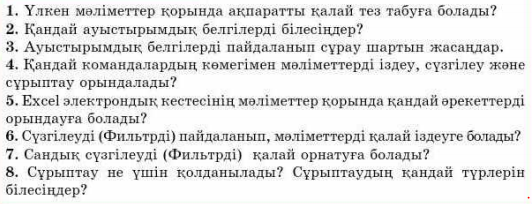 1. Үлкен мәліметтер қорында ақпаратты қалай тез табуға болады?
2. Қандай ауыстырымдық белгілерді білесіңдер?
3. Ауыстырымдық белгілерді пайдаланып сұрау шартын жасаңдар.
4. Қандай командалардың көмегімен мәліметтерді іздеу, сүзгілеу және
сұрыптау орындалады?
5. Excel электрондық кестесінің мәліметтер қорында қандай әрекеттерді
орындауға болады?
6. Сүзгілеуді (Фильтрді) пайдаланып, мәліметтерді қалай іздеуге болады?
7. Сандық сүзгілеуді (Фильтрді) қалай орнатуға болады?
8. Сұрыптау не үшін қолданылады? Сұрыптаудың қандай түрлерін
білесіңдер?